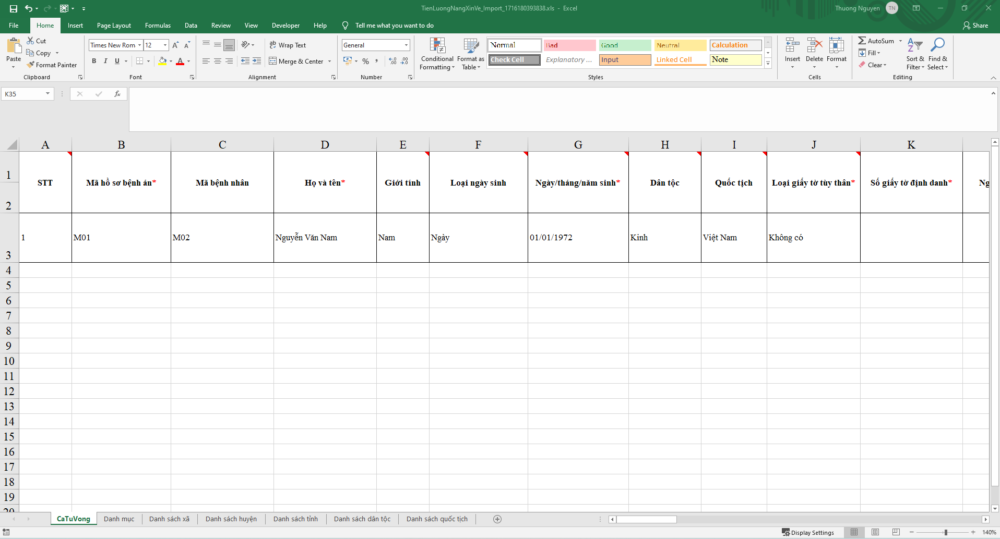 TienLuongNangXinVe_Import_1716180393838.xls - Excel
Thuong Nguyen TN
File Home Insert Page Layout Formulas Data Review View Developer Help Tell me what you want to do Share
Paste
Cut
Copy
Format Painter
Clipboard
Times New Rom 12
B I U
Font
Wrap Text
Merge & Center
Alignment
General
Number
Conditional Formatting
Format as Table
Normal Bad Good Neutral Calculation
Check Cell Explanatory ... Input Linked Cell Note
Styles
Insert Delete Format
Cells
AutoSum
Fill
Clear
Sort & Filter
Find & Select
Editing
K35
fx
A B C D E F G H I J K
1
STT Mã hồ sơ bệnh án* Mã bệnh nhân Họ và tên* Giới tính Loại ngày sinh Ngày/tháng/năm sinh* Dân tộc Quốc tịch Loại giấy tờ tùy thân* Số giấy tờ định danh* Ng
2
1 M01 M02 Nguyễn Văn Nam Nam Ngày 01/01/1972 Kinh Việt Nam Không có
3
4
5
6
7
8
9
10
11
12
13
14
15
16
17
18
19
20
CaTuVong Danh mục Danh sách xã Danh sách huyện Danh sách tỉnh Danh sách dân tộc Danh sách quốc tịch
Display Settings 140%